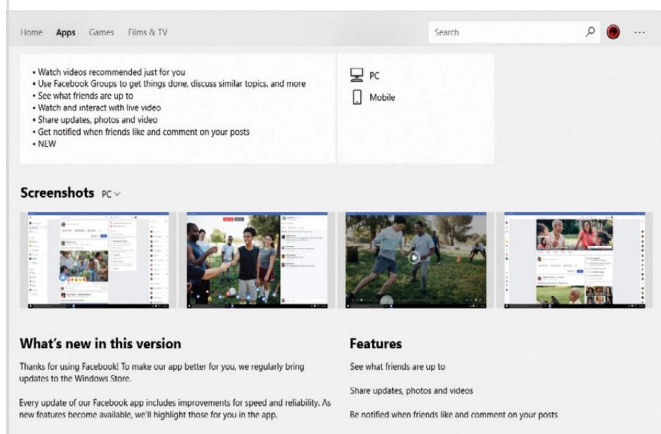 Home Apps Games Films & TV Search
• Watch videos recommended just for you
• Use Facebook Groups to get things done, discuss similar topics, and more
• See what friends are up to
• Watch and interact with live video
• Share updates, photos and video
• Get notified when friends like and comment on your posts
• NEW
PC
Mobile
Screenshots PC
What's new in this version
Thanks for using Facebook! To make our app better for you, we regularly bring
updates to the Windows Store.
Every update of our Facebook app includes improvements for speed and reliability. As
new features become available, we'll highlight those for you in the app.
Features
See what friends are up to
Share updates, photos and videos
Be notified when friends like and comment on your posts